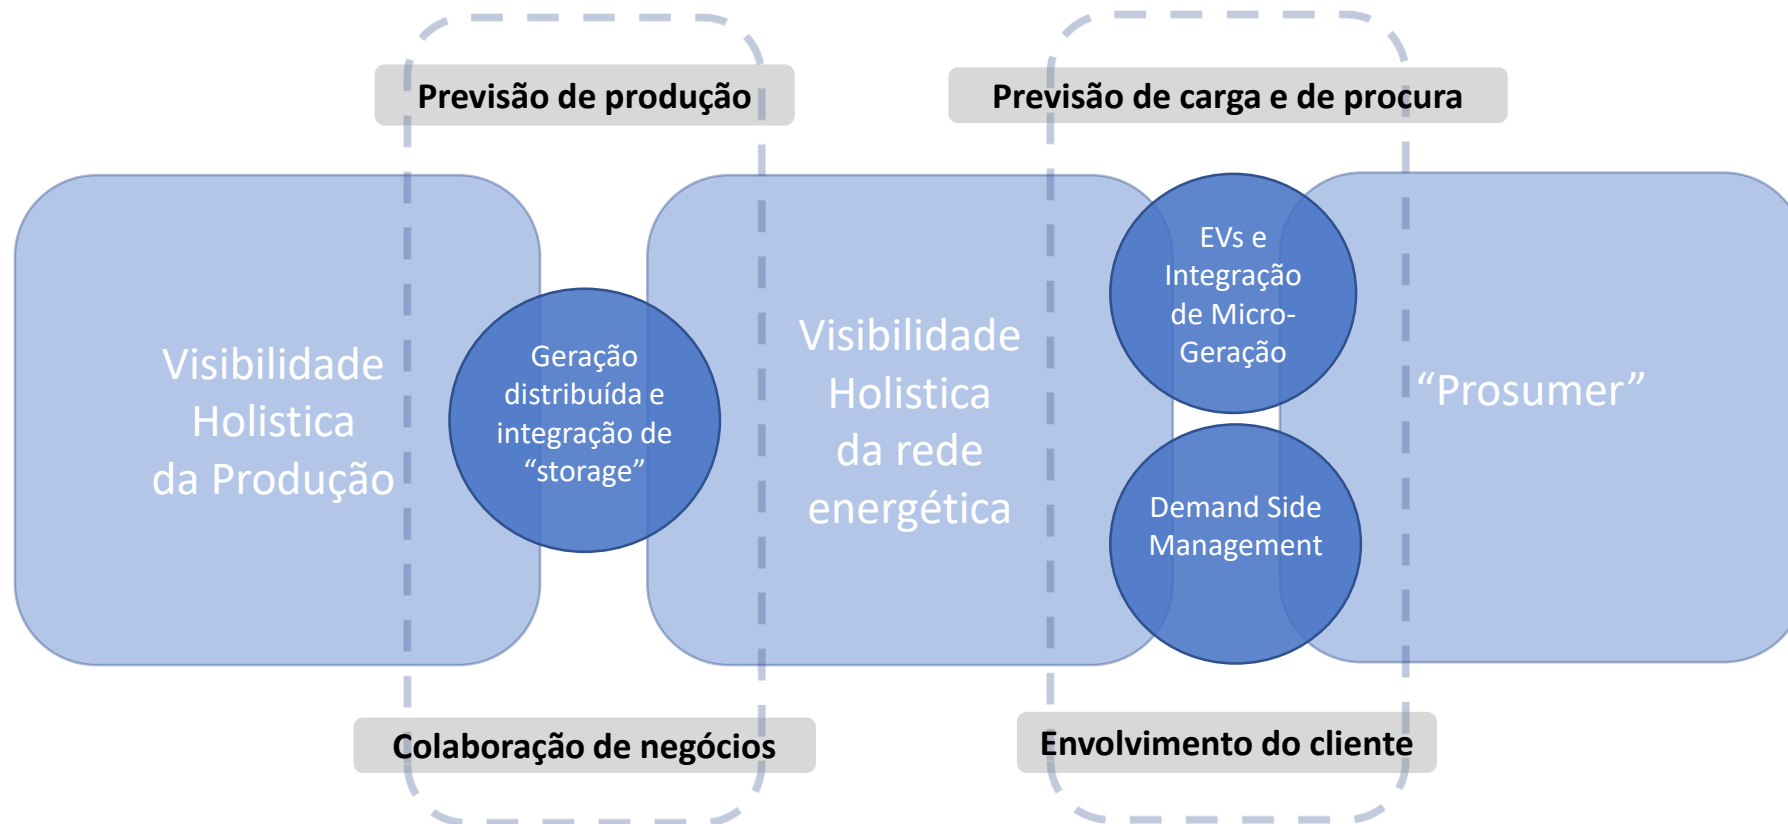 Previsão de produção
Previsão de carga e de procura
Visibilidade
Holistica
da Produção
Geração
distribuída e
integração de
“storage”
Visibilidade
Holistica
da rede
energética
EVs e
Integração
de Micro-
Geração
Demand Side
Management
“Prosumer”
Colaboração de negócios
Envolvimento do cliente